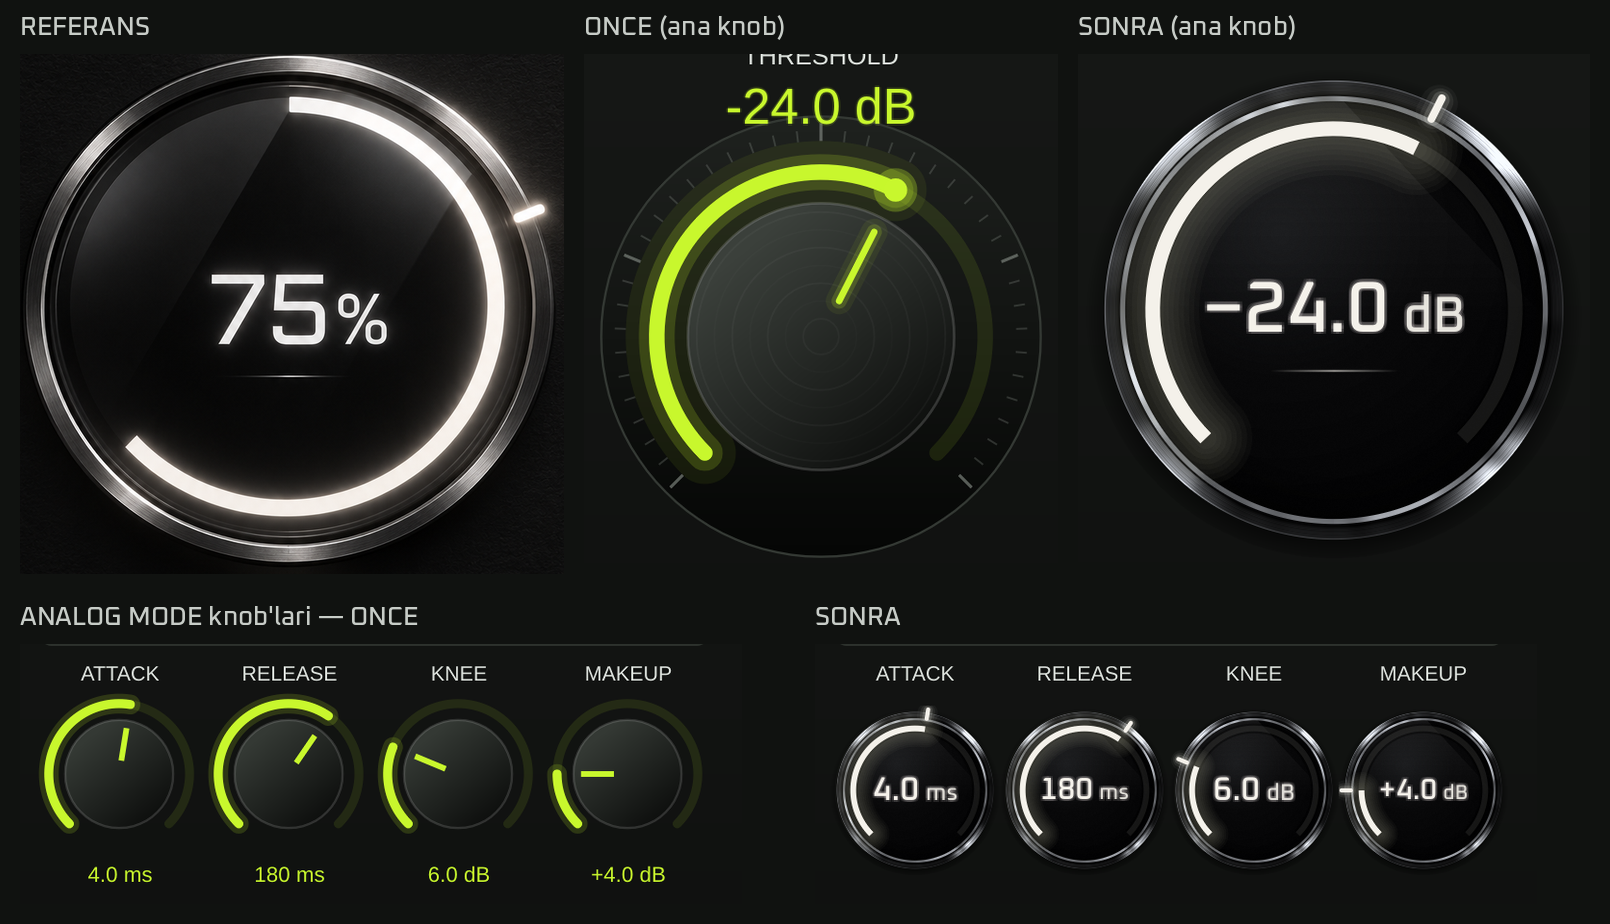 REFERANS
ONCE (ana knob)
SONRA (ana knob)
75%
THRESHOLD
-24.0 dB
-24.0 dB
ANALOG MODE knob'lari — ONCE
SONRA
ATTACK RELEASE KNEE MAKEUP
4.0 ms 180 ms 6.0 dB +4.0 dB
ATTACK RELEASE KNEE MAKEUP
4.0 ms 180 ms 6.0 dB +4.0 dB